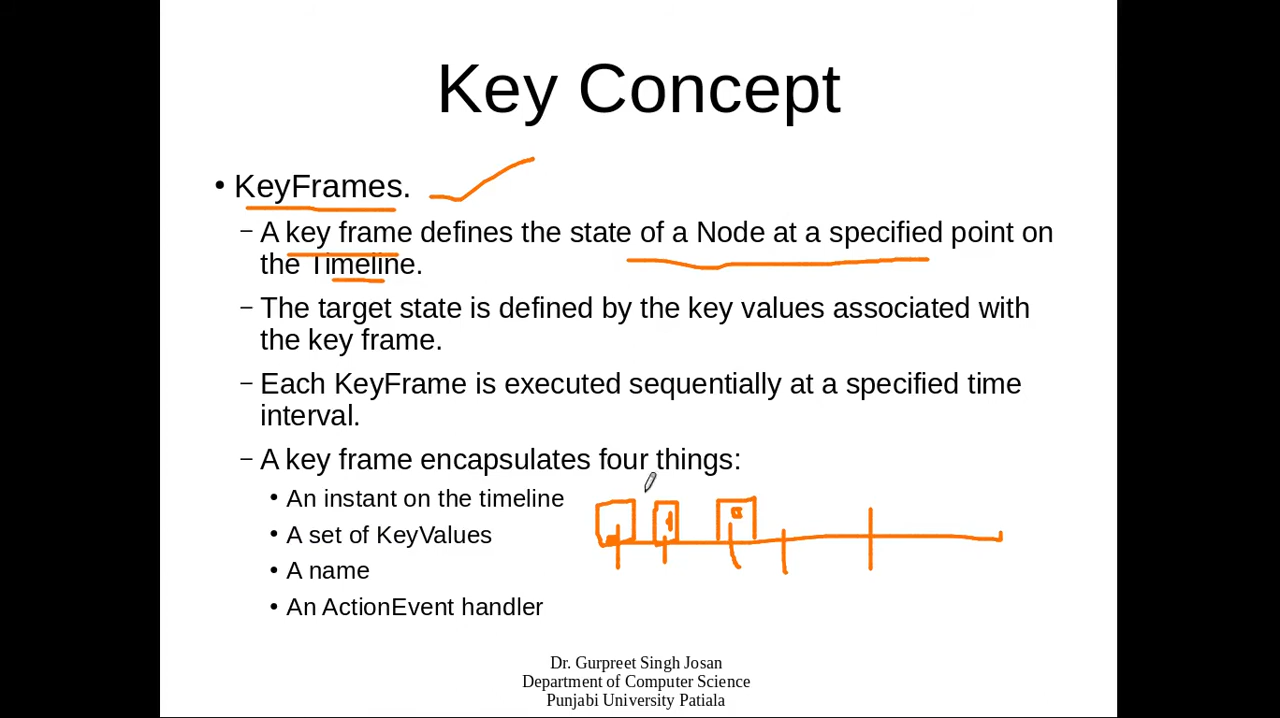 Key Concept
• KeyFrames.
– A key frame defines the state of a Node at a specified point on
the Timeline.
– The target state is defined by the key values associated with
the key frame.
– Each KeyFrame is executed sequentially at a specified time
interval.
– A key frame encapsulates four things:
• An instant on the timeline
• A set of KeyValues
• A name
• An ActionEvent handler
Dr. Gurpreet Singh Josan
Department of Computer Science
Punjabi University Patiala